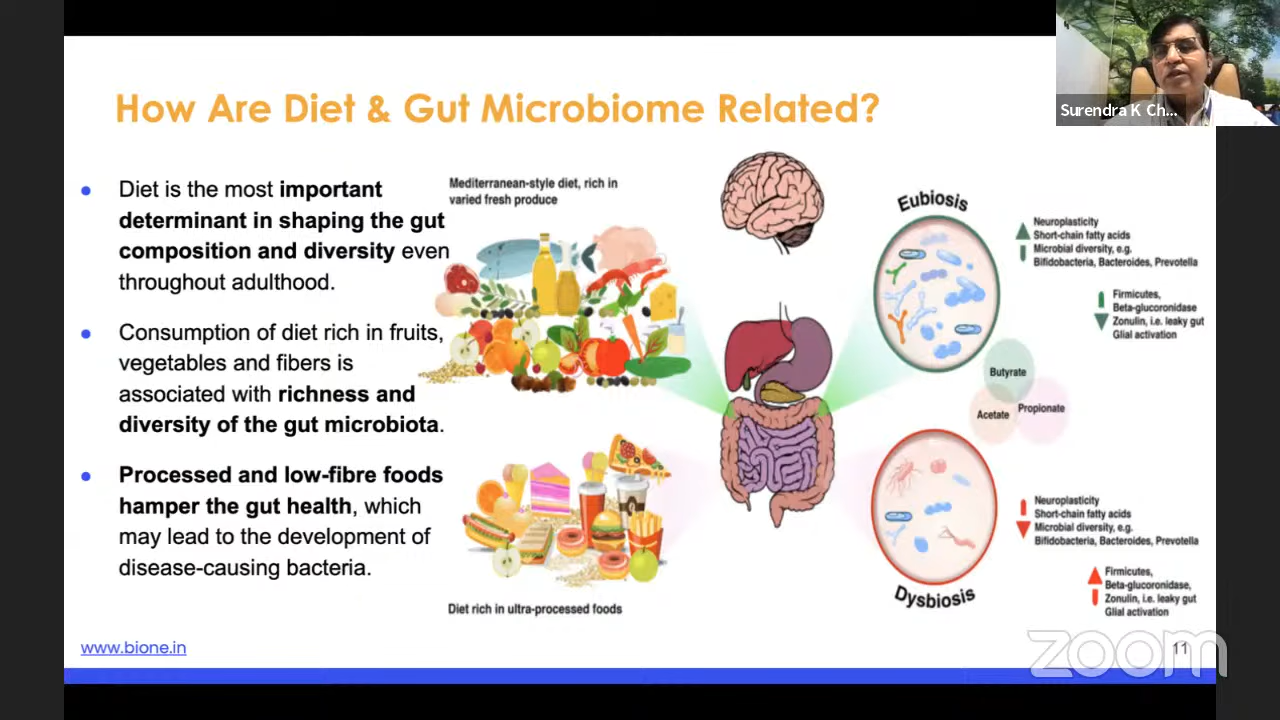 How Are Diet & Gut Microbiome Related?
Surendra K Ch...
Diet is the most important
determinant in shaping the gut
composition and diversity even
throughout adulthood.
Consumption of diet rich in fruits,
vegetables and fibers is
associated with richness and
diversity of the gut microbiota.
Processed and low-fibre foods
hamper the gut health, which
may lead to the development of
disease-causing bacteria.
Mediterranean-style diet, rich in
varied fresh produce
Diet rich in ultra-processed foods
Eubiosis
Neuroplasticity
Short-chain fatty acids
Microbial diversity, e.g.
Bifidobacteria, Bacteroides, Prevotella
Firmicutes,
Beta-glucoronidase
Zonulin, i.e. leaky gut
Glial activation
Butyrate
Acetate
Propionate
Neuroplasticity
Short-chain fatty acids
Microbial diversity, e.g.
Bifidobacteria, Bacteroides, Prevotella
Firmicutes,
Beta-glucoronidase,
Zonulin, i.e. leaky gut
Glial activation
Dysbiosis
www.bione.in
11
zoom